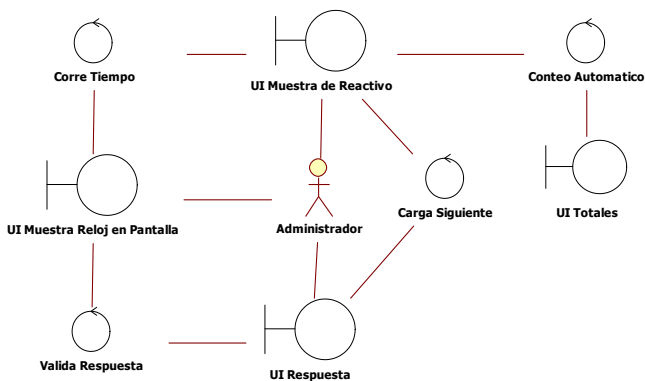 Corre Tiempo
UI Muestra de Reactivo
Conteo Automatico
UI Muestra Reloj en Pantalla
Administrador
Carga Siguiente
UI Totales
Valida Respuesta
UI Respuesta